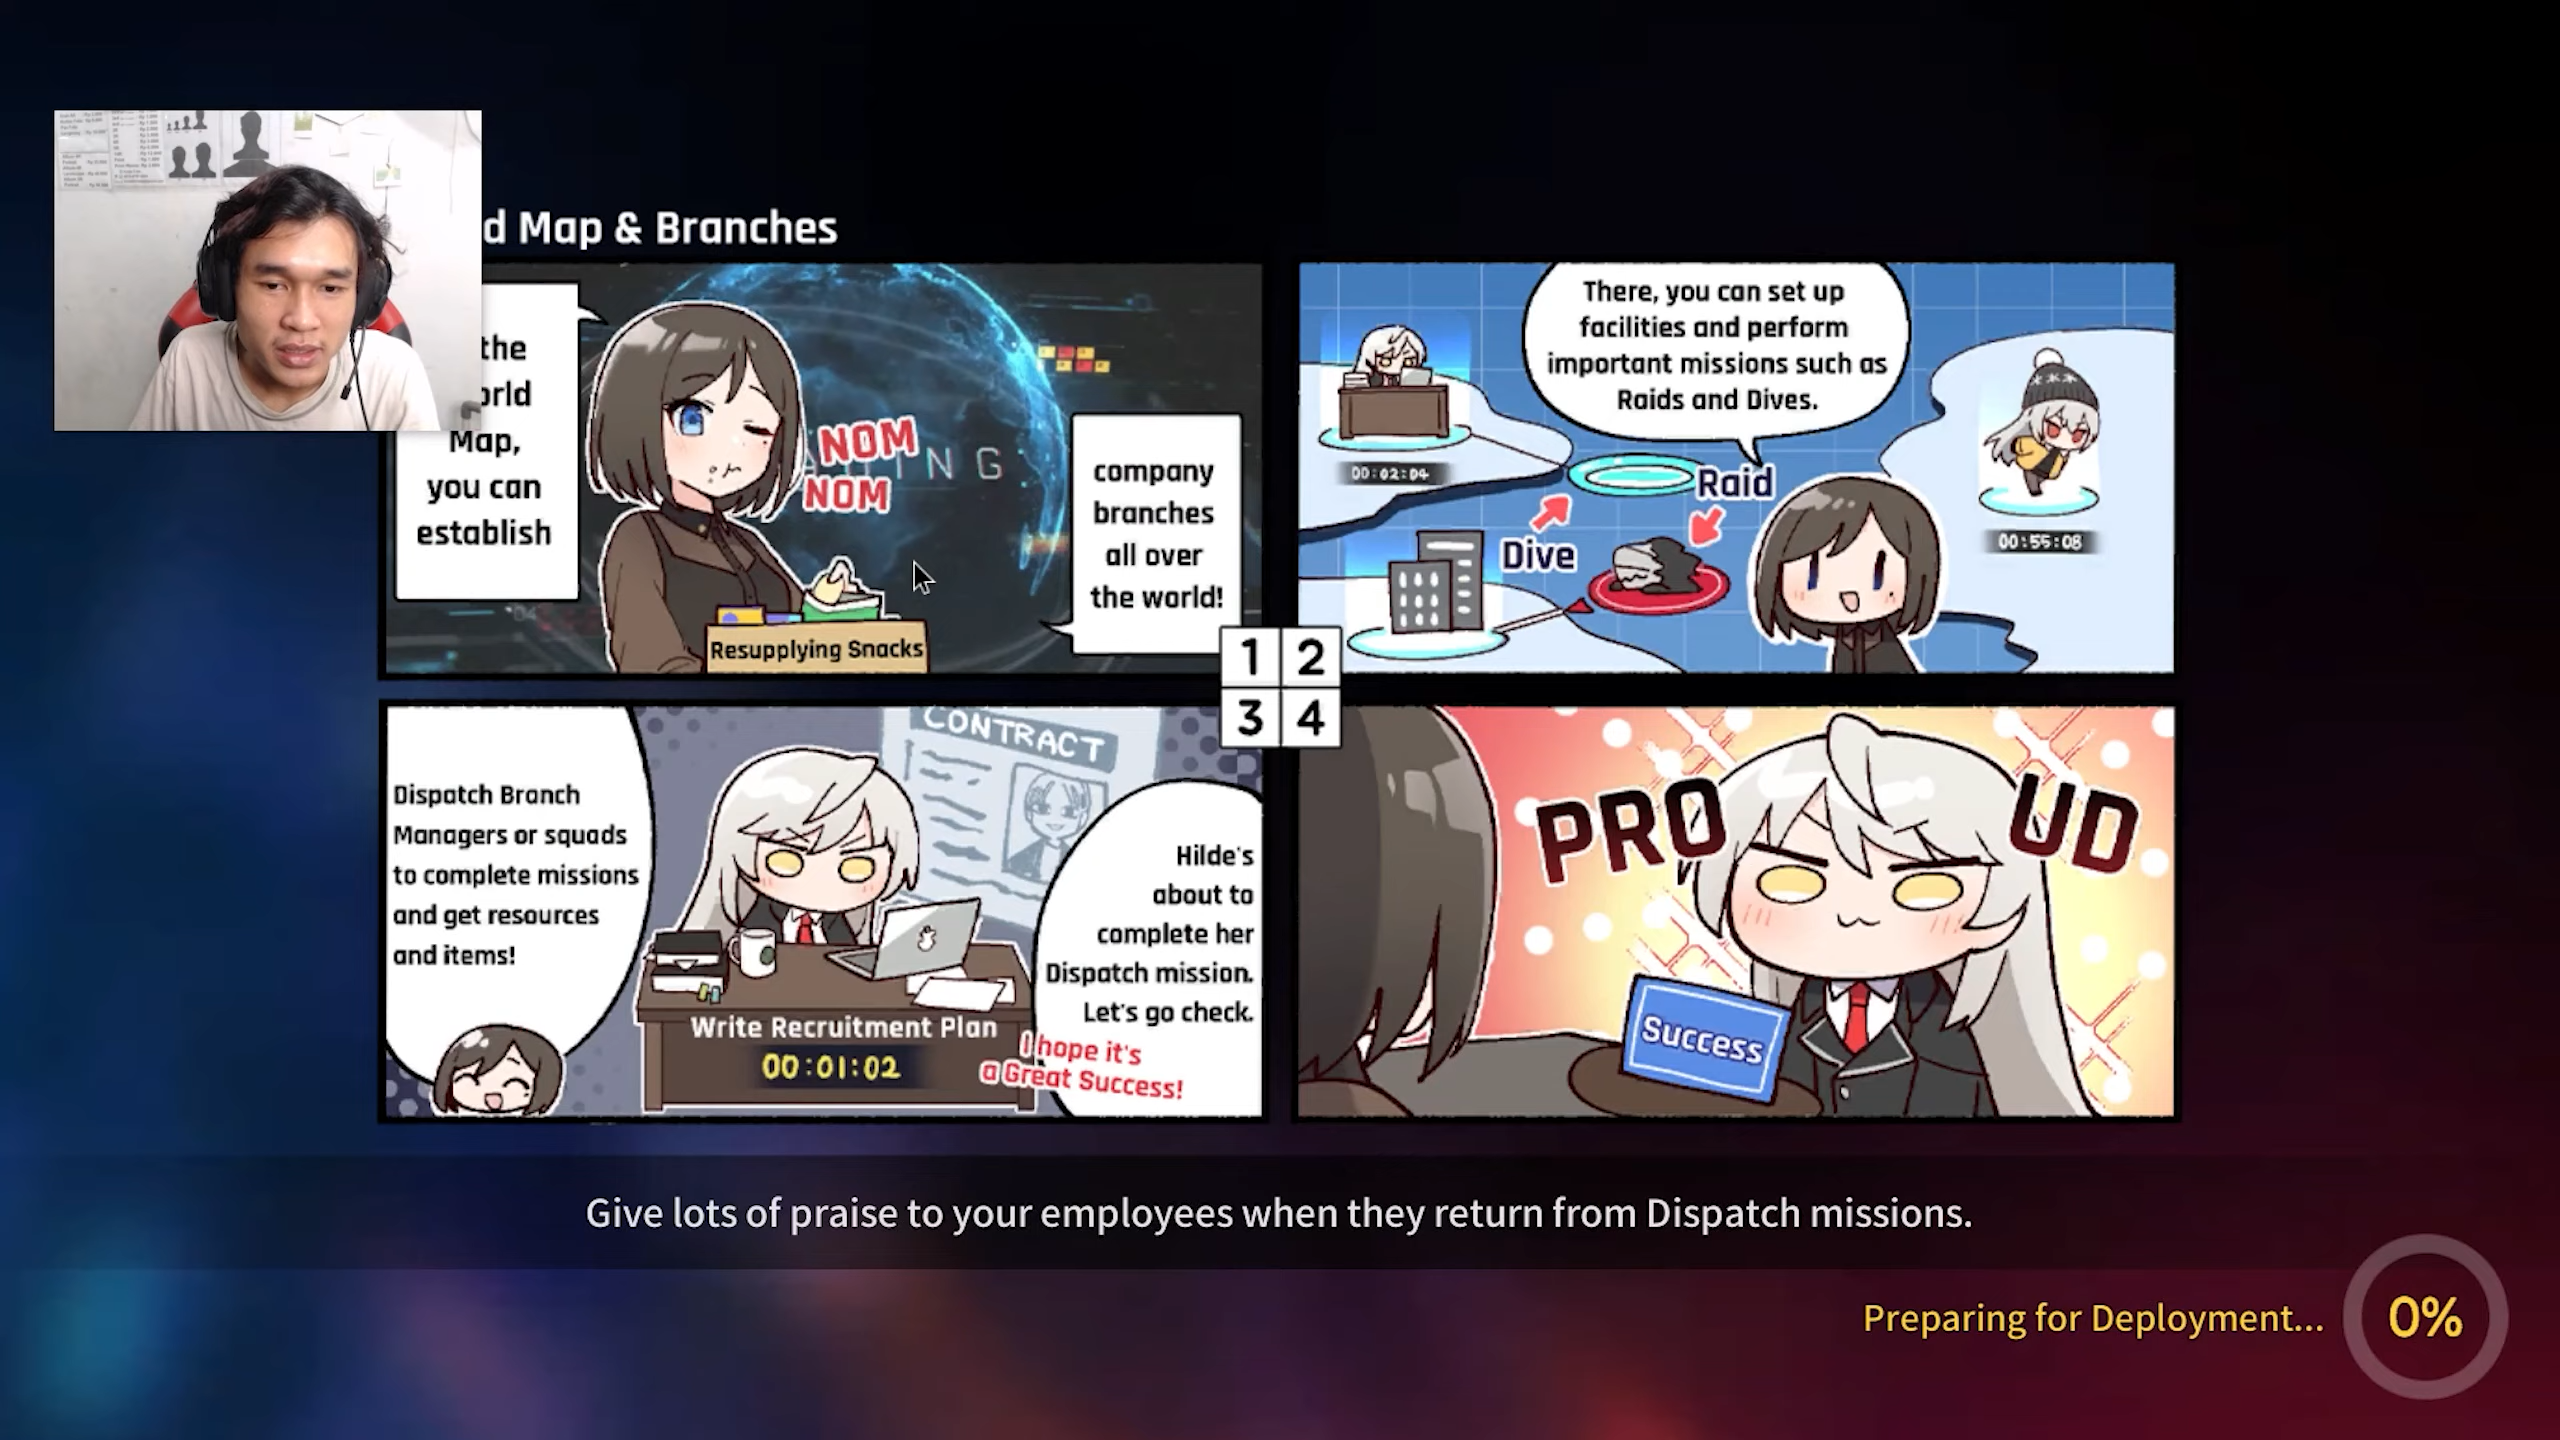 d Map & Branches
the
orld
Map,
you can
establish
NOM
NOM
ING
Resupplying Snacks
company
branches
all over
the world!
There, you can set up
facilities and perform
important missions such as
Raids and Dives.
00:02:04
Raid
Dive
00:55:08
1 2
3 4
Dispatch Branch
Managers or squads
to complete missions
and get resources
and items!
CONTRACT
Hilde's
about to
complete her
Dispatch mission.
Let's go check.
Write Recruitment Plan
00:01:02
I hope it's
a Great Success!
PROUD
Success
Give lots of praise to your employees when they return from Dispatch missions.
Preparing for Deployment...
0%